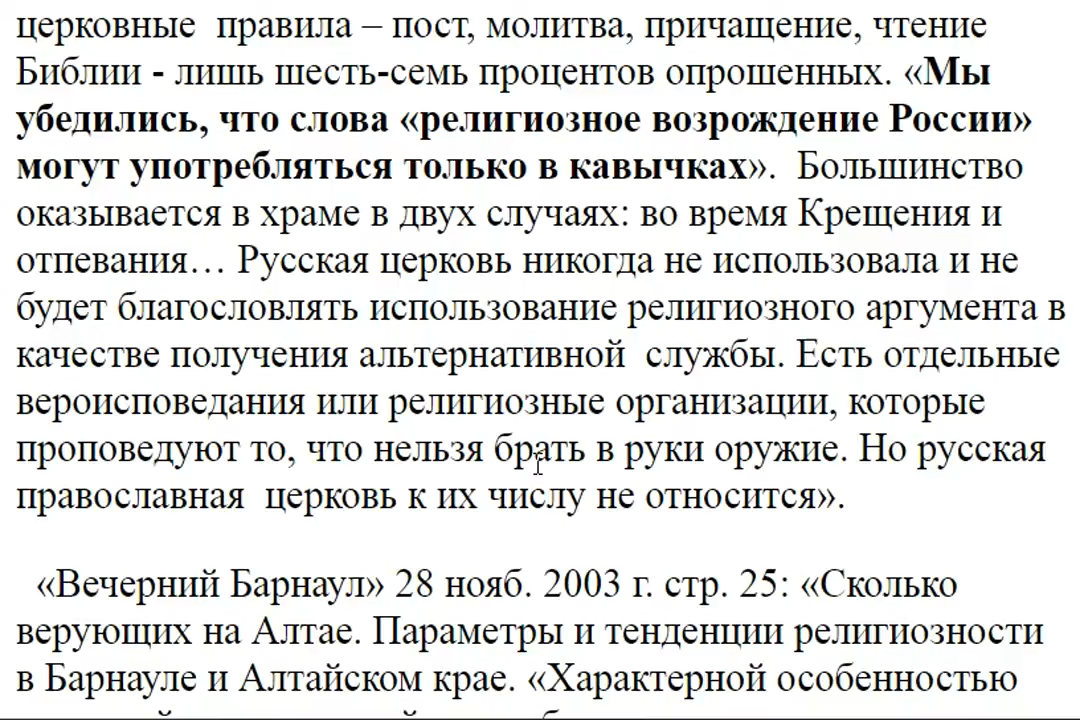 церковные  правила – пост, молитва, причащение, чтение
Библии - лишь шесть-семь процентов опрошенных. «Мы
убедились, что слова «религиозное возрождение России»
могут употребляться только в кавычках».  Большинство
оказывается в храме в двух случаях: во время Крещения и
отпевания… Русская церковь никогда не использовала и не
будет благословлять использование религиозного аргумента в
качестве получения альтернативной  службы. Есть отдельные
вероисповедания или религиозные организации, которые
проповедуют то, что нельзя брать в руки оружие. Но русская
православная  церковь к их числу не относится».
«Вечерний Барнаул» 28 нояб. 2003 г. стр. 25: «Сколько
верующих на Алтае. Параметры и тенденции религиозности
в Барнауле и Алтайском крае. «Характерной особенностью